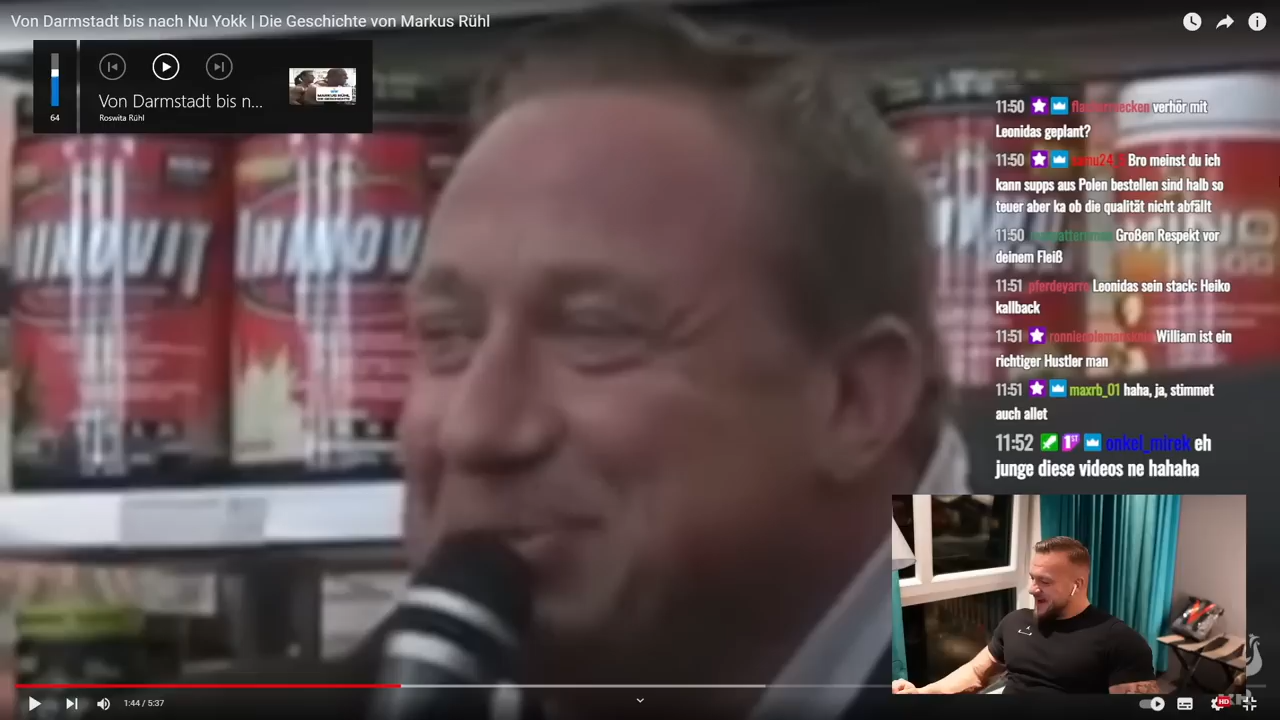 Von Darmstadt bis nach Nu Yokk | Die Geschichte von Markus Rühl
Von Darmstadt bis n...
64
Roswita Rühl
11:50 verhör mit
Leonidas geplant?
11:50 Bro meinst du ich
kann supps aus Polen bestellen sind halb so
teuer aber ka ob die qualität nicht abfällt
11:50 Großen Respekt vor
deinem Fleiß
11:51 pferdeyarro Leonidas sein stack: Heiko
kallback
11:51 William ist ein
richtiger Hustler man
11:51 maxrb_01 haha, ja, stimmet
auch allet
11:52 1ST onkel_mirek eh
junge diese videos ne hahaha
1:44 / 5:37
HD